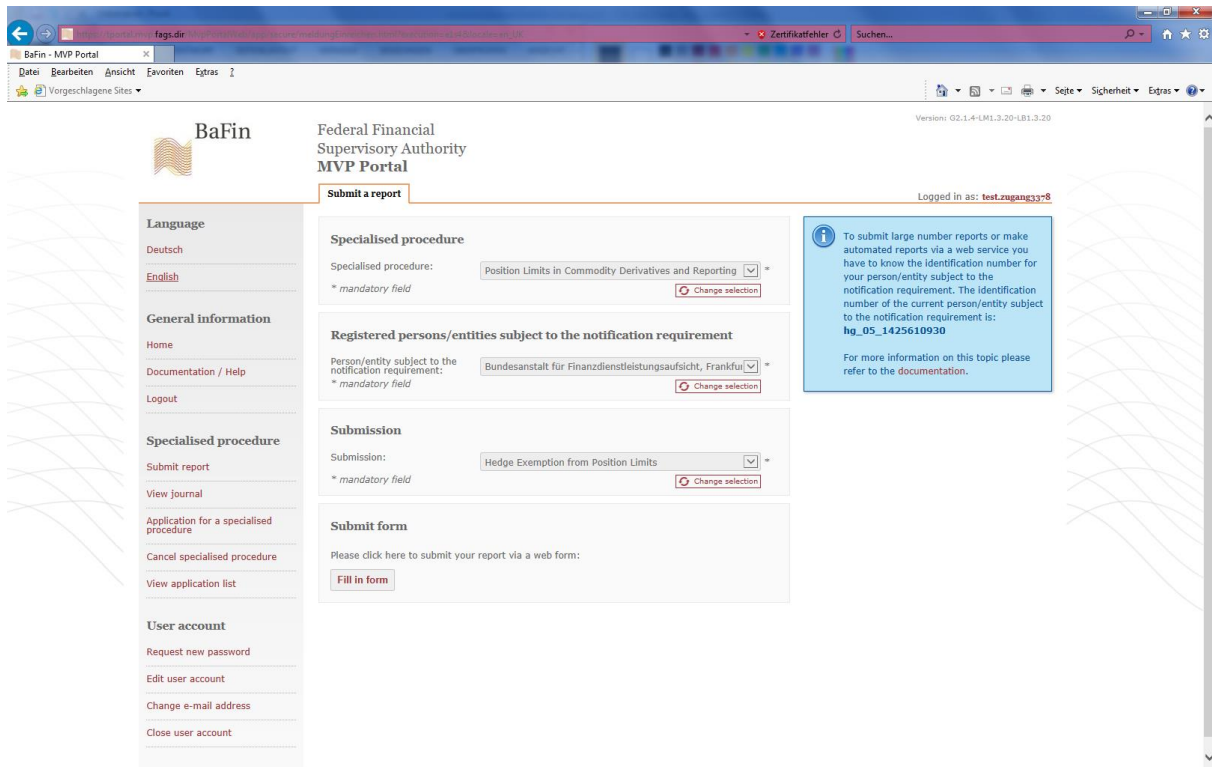 fags.dir
Zertifikatfehler
Suchen...
BaFin - MVP Portal
Datei Bearbeiten Ansicht Favoriten Extras ?
Vorgeschlagene Sites
Seite Sicherheit Extras
BaFin
Federal Financial
Supervisory Authority
MVP Portal
Version: G2.1.4-LM1.3.20-LB1.3.20
Submit a report
Logged in as: test.zugang3378
Language
Deutsch
English
General information
Home
Documentation / Help
Logout
Specialised procedure
Submit report
View journal
Application for a specialised
procedure
Cancel specialised procedure
View application list
User account
Request new password
Edit user account
Change e-mail address
Close user account
Specialised procedure
Specialised procedure:
Position Limits in Commodity Derivatives and Reporting *
* mandatory field
Change selection
Registered persons/entities subject to the notification requirement
Person/entity subject to the
notification requirement:
Bundesanstalt für Finanzdienstleistungsaufsicht, Frankfu *
* mandatory field
Change selection
Submission
Submission:
Hedge Exemption from Position Limits *
* mandatory field
Change selection
Submit form
Please click here to submit your report via a web form:
Fill in form
To submit large number reports or make
automated reports via a web service you
have to know the identification number for
your person/entity subject to the
notification requirement. The identification
number of the current person/entity subject
to the notification requirement is:
hg_05_1425610930
For more information on this topic please
refer to the documentation.